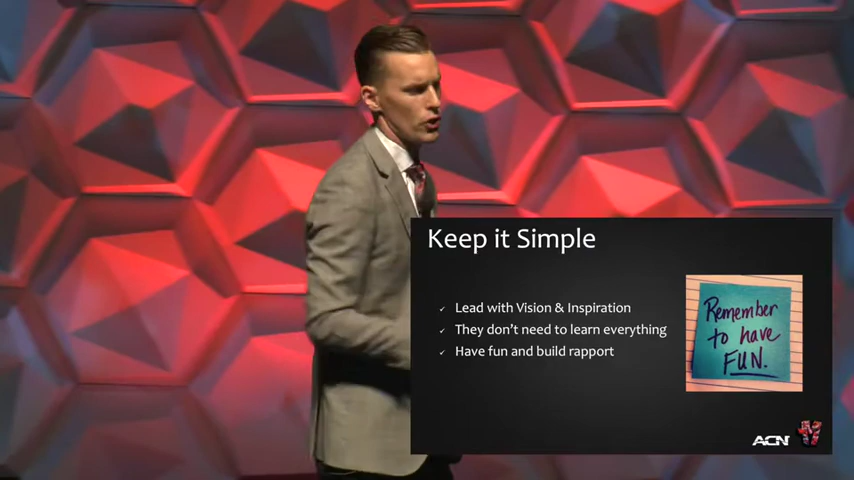 Keep it Simple
✓ Lead with Vision & Inspiration
✓ They don't need to learn everything
✓ Have fun and build rapport
Remember
to have
FUN.
ACN